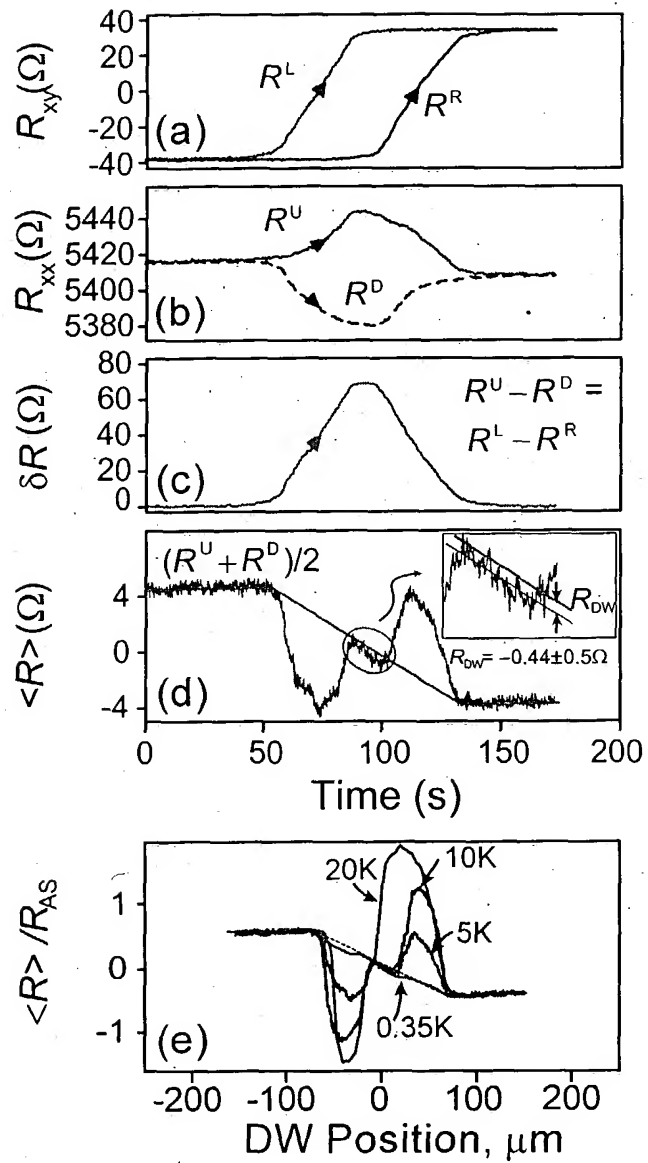 R_xy(Ω)
40
20
0
-20
-40
R^L
R^R
(a)
R_xx(Ω)
5440
5420
5400
5380
R^U
R^D
(b)
δR(Ω)
80
60
40
20
0
R^U – R^D =
R^L – R^R
(c)
<R>(Ω)
4
0
-4
(R^U + R^D)/2
R_DW
R_DW = −0.44±0.5Ω
(d)
0 50 100 150 200
Time (s)
<R>/R_AS
1
0
-1
20K
10K
5K
0.35K
(e)
-200 -100 0 100 200
DW Position, μm